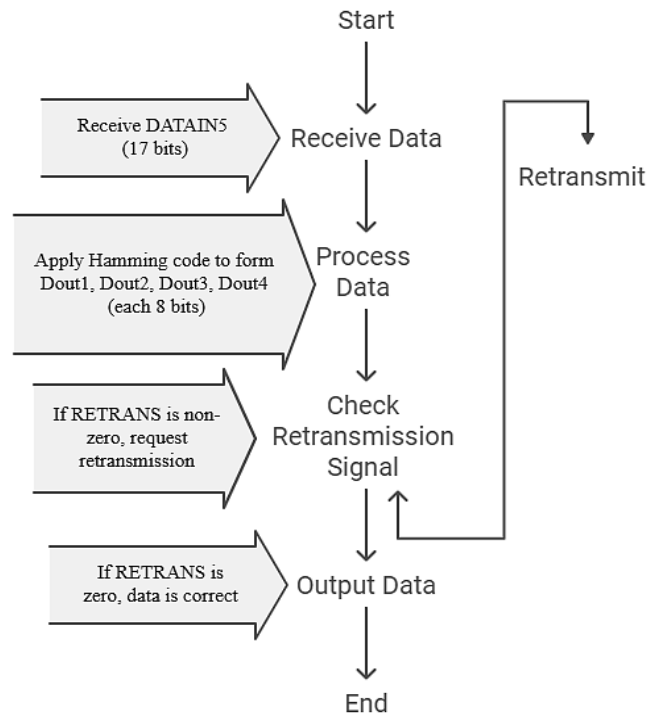 Start
Receive DATAIN5
(17 bits)
Receive Data
Retransmit
Apply Hamming code to form
Dout1, Dout2, Dout3, Dout4
(each 8 bits)
Process
Data
If RETRANS is non-
zero, request
retransmission
Check
Retransmission
Signal
If RETRANS is
zero, data is correct
Output Data
End